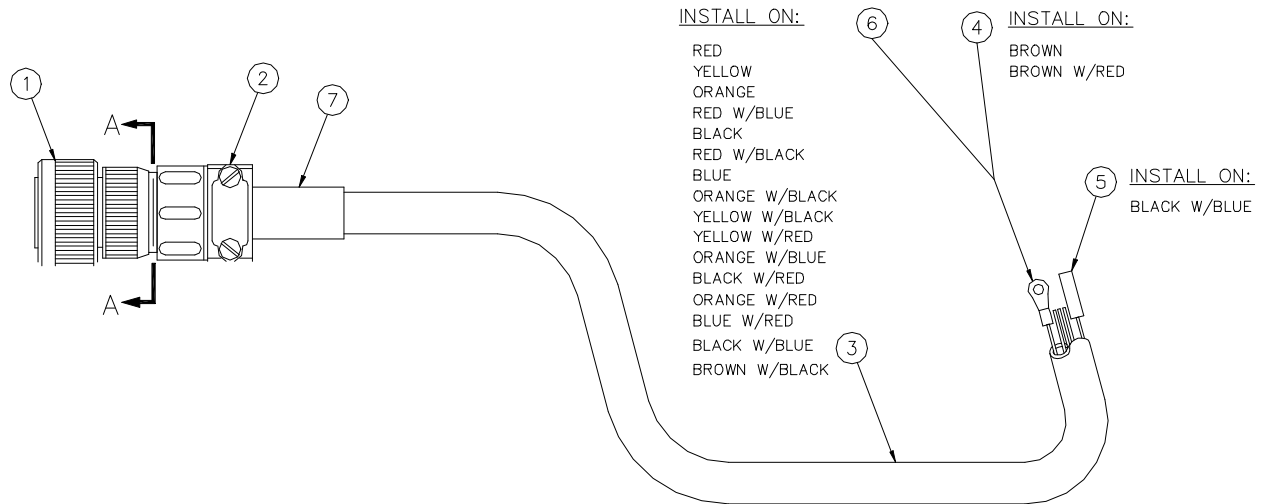 INSTALL ON:
RED
YELLOW
ORANGE
RED W/BLUE
BLACK
RED W/BLACK
BLUE
ORANGE W/BLACK
YELLOW W/BLACK
YELLOW W/RED
ORANGE W/BLUE
BLACK W/RED
ORANGE W/RED
BLUE W/RED
BLACK W/BLUE
BROWN W/BLACK
6
4
INSTALL ON:
BROWN
BROWN W/RED
1
2
7
A
A
5
INSTALL ON:
BLACK W/BLUE
3